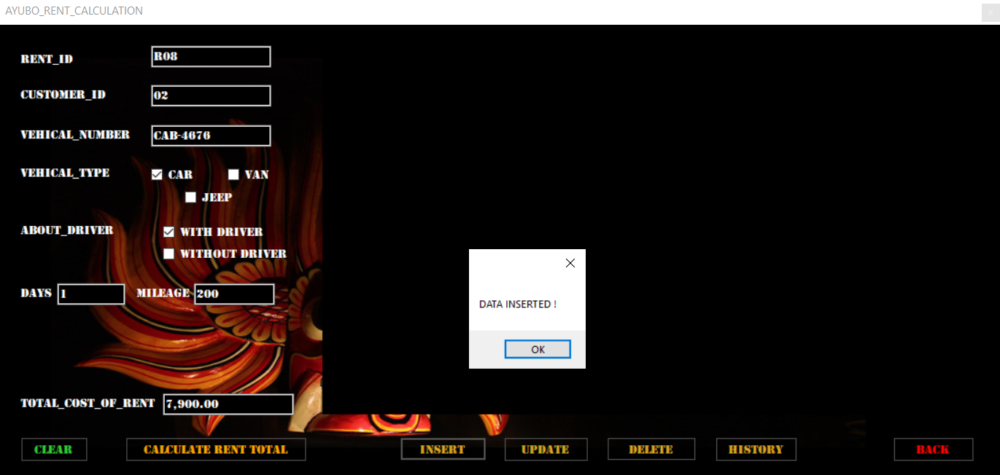 AYUBO_RENT_CALCULATION
RENT_ID R08
CUSTOMER_ID 02
VEHICAL_NUMBER CAB-4676
VEHICAL_TYPE CAR VAN
JEEP
ABOUT_DRIVER WITH DRIVER
WITHOUT DRIVER
DAYS 1 MILEAGE 200
DATA INSERTED !
OK
TOTAL_COST_OF_RENT 7,900.00
CLEAR CALCULATE RENT TOTAL INSERT UPDATE DELETE HISTORY BACK